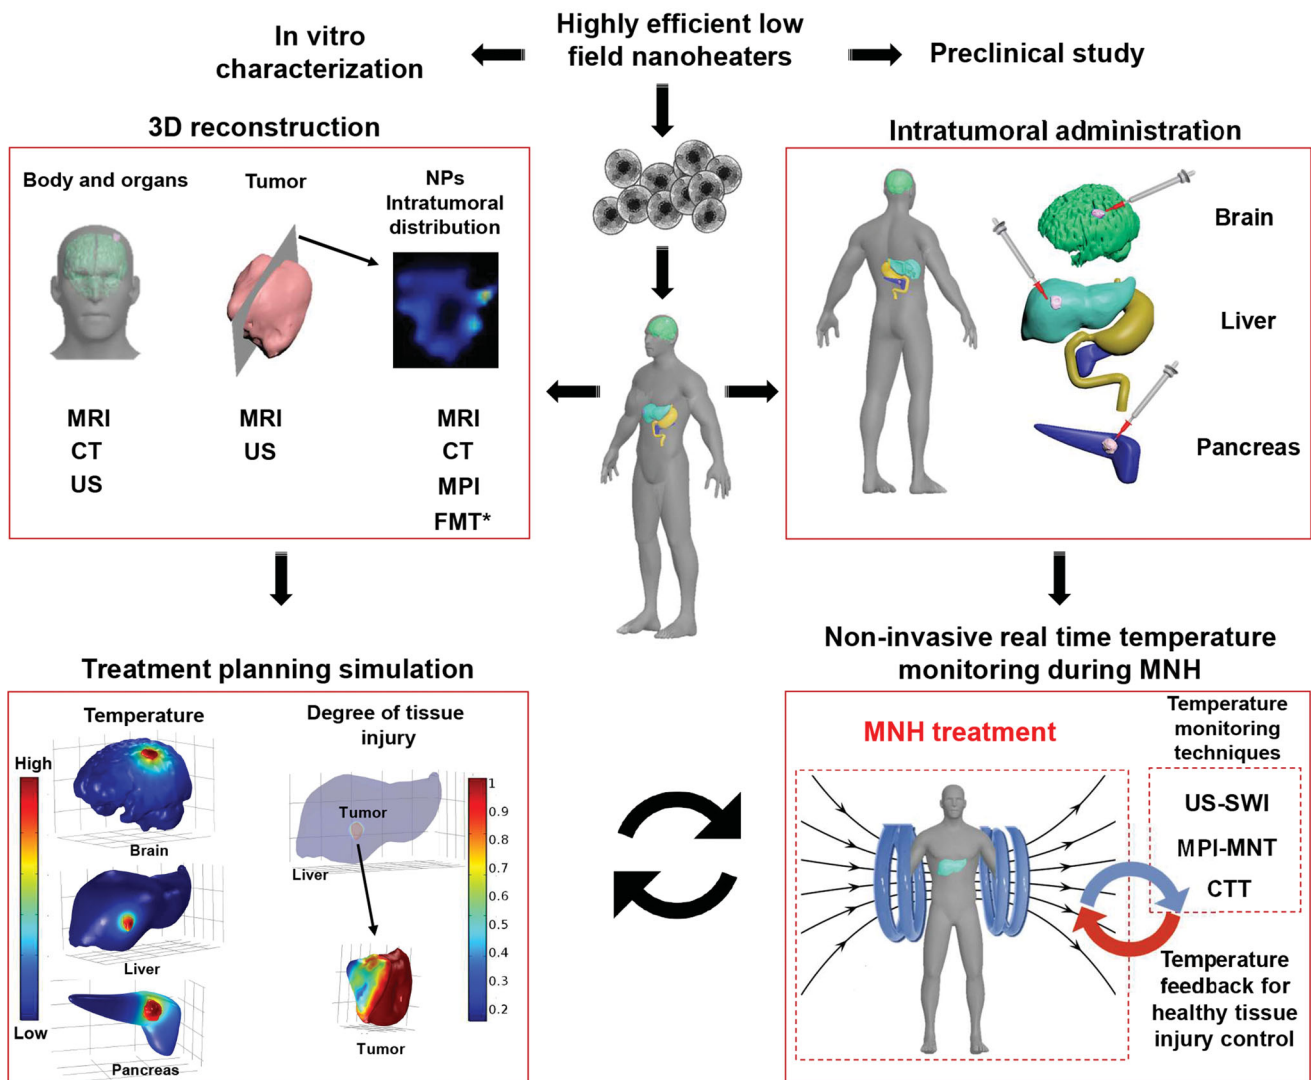 In vitro
characterization
Highly efficient low
field nanoheaters
Preclinical study
3D reconstruction
Body and organs
Tumor
NPs
Intratumoral
distribution
MRI
CT
US
MRI
US
MRI
CT
MPI
FMT*
Intratumoral administration
Brain
Liver
Pancreas
Treatment planning simulation
Temperature
High
Low
Brain
Liver
Pancreas
Degree of tissue
injury
Tumor
Liver
Tumor
1
0.9
0.8
0.7
0.6
0.5
0.4
0.3
0.2
Non-invasive real time temperature
monitoring during MNH
MNH treatment
Temperature
monitoring
techniques
US-SWI
MPI-MNT
CTT
Temperature
feedback for
healthy tissue
injury control